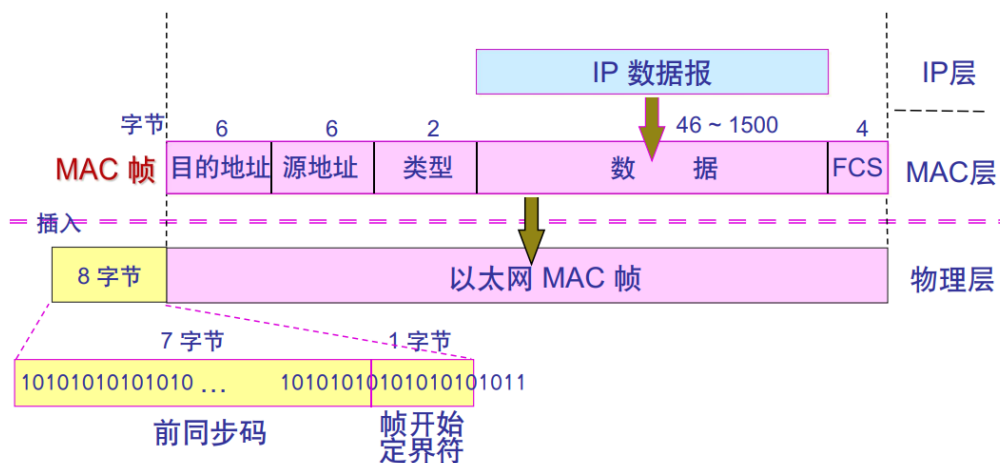 IP 数据报
IP层
字节 6 6 2 46 ~ 1500 4
MAC 帧 目的地址 源地址 类型 数 据 FCS MAC层
插入
8 字节 以太网 MAC 帧 物理层
7 字节 1 字节
10101010101010 ... 10101010101010101011
前同步码
帧开始
定界符